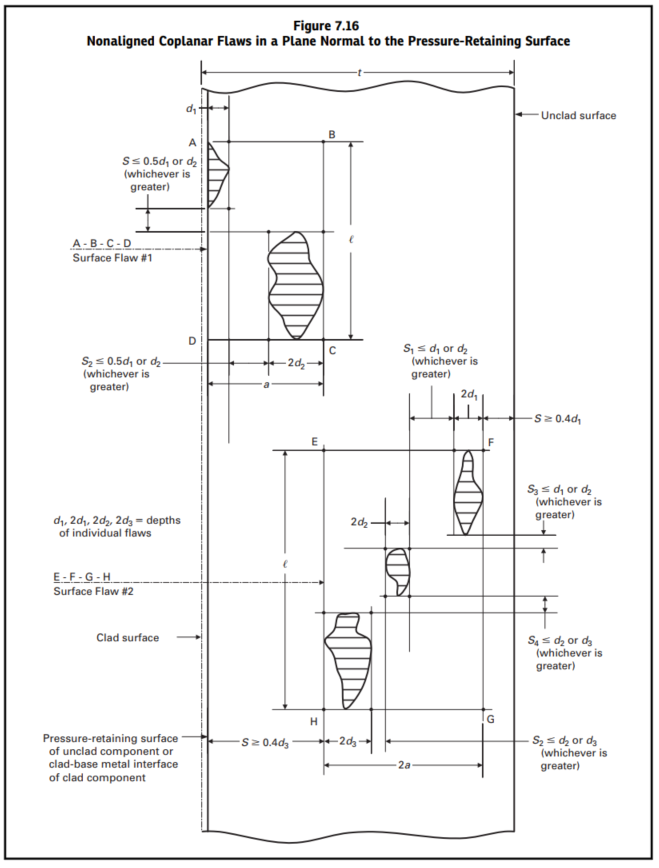 Figure 7.16
Nonaligned Coplanar Flaws in a Plane Normal to the Pressure-Retaining Surface
t
d₁
Unclad surface
A
B
S ≤ 0.5d₁ or d₂
(whichever is
greater)
ℓ
A - B - C - D
Surface Flaw #1
D
C
S₂ ≤ 0.5d₁ or d₂
(whichever is
greater)
2d₂
a
S₁ ≤ d₁ or d₂
(whichever is
greater)
2d₁
S ≥ 0.4d₁
E
F
S₃ ≤ d₁ or d₂
(whichever is
greater)
d₁, 2d₁, 2d₂, 2d₃ = depths
of individual flaws
2d₂
ℓ
E - F - G - H
Surface Flaw #2
Clad surface
S₄ ≤ d₂ or d₃
(whichever is
greater)
H
G
Pressure-retaining surface
of unclad component or
clad-base metal interface
of clad component
S ≥ 0.4d₃
2d₃
S₂ ≤ d₂ or d₃
(whichever is
greater)
2a